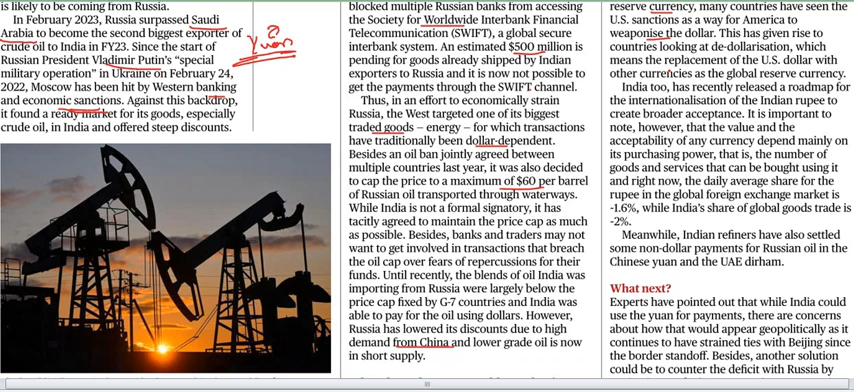 is likely to be coming from Russia.
In February 2023, Russia surpassed Saudi
Arabia to become the second biggest exporter of
crude oil to India in FY23. Since the start of
Russian President Vladimir Putin's “special
military operation” in Ukraine on February 24,
2022, Moscow has been hit by Western banking
and economic sanctions. Against this backdrop,
it found a ready market for its goods, especially
crude oil, in India and offered steep discounts.
?
Yuan
blocked multiple Russian banks from accessing
the Society for Worldwide Interbank Financial
Telecommunication (SWIFT), a global secure
interbank system. An estimated $500 million is
pending for goods already shipped by Indian
exporters to Russia and it is now not possible to
get the payments through the SWIFT channel.
Thus, in an effort to economically strain
Russia, the West targeted one of its biggest
traded goods — energy — for which transactions
have traditionally been dollar-dependent.
Besides an oil ban jointly agreed between
multiple countries last year, it was also decided
to cap the price to a maximum of $60 per barrel
of Russian oil transported through waterways.
While India is not a formal signatory, it has
tacitly agreed to maintain the price cap as much
as possible. Besides, banks and traders may not
want to get involved in transactions that breach
the oil cap over fears of repercussions for their
funds. Until recently, the blends of oil India was
importing from Russia were largely below the
price cap fixed by G-7 countries and India was
able to pay for the oil using dollars. However,
Russia has lowered its discounts due to high
demand from China and lower grade oil is now
in short supply.
reserve currency, many countries have seen the
U.S. sanctions as a way for America to
weaponise the dollar. This has given rise to
countries looking at de-dollarisation, which
means the replacement of the U.S. dollar with
other currencies as the global reserve currency.
India too, has recently released a roadmap for
the internationalisation of the Indian rupee to
create broader acceptance. It is important to
note, however, that the value and the
acceptability of any currency depend mainly on
its purchasing power, that is, the number of
goods and services that can be bought using it
and right now, the daily average share for the
rupee in the global foreign exchange market is
-1.6%, while India's share of global goods trade is
-2%.
Meanwhile, Indian refiners have also settled
some non-dollar payments for Russian oil in the
Chinese yuan and the UAE dirham.
What next?
Experts have pointed out that while India could
use the yuan for payments, there are concerns
about how that would appear geopolitically as it
continues to have strained ties with Beijing since
the border standoff. Besides, another solution
could be to counter the deficit with Russia by